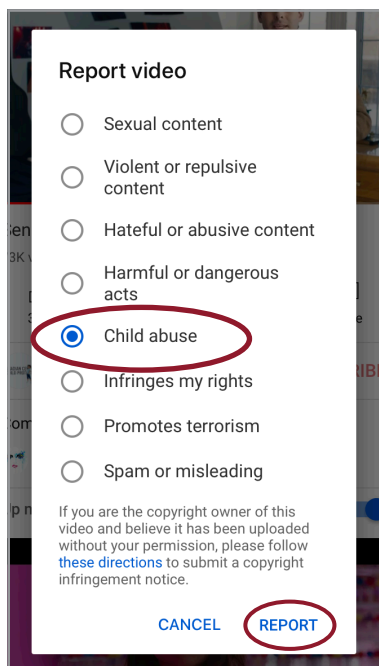 Report video
Sexual content
Violent or repulsive
content
Hateful or abusive content
Harmful or dangerous
acts
Child abuse
Infringes my rights
Promotes terrorism
Spam or misleading
If you are the copyright owner of this
video and believe it has been uploaded
without your permission, please follow
these directions to submit a copyright
infringement notice.
CANCEL REPORT